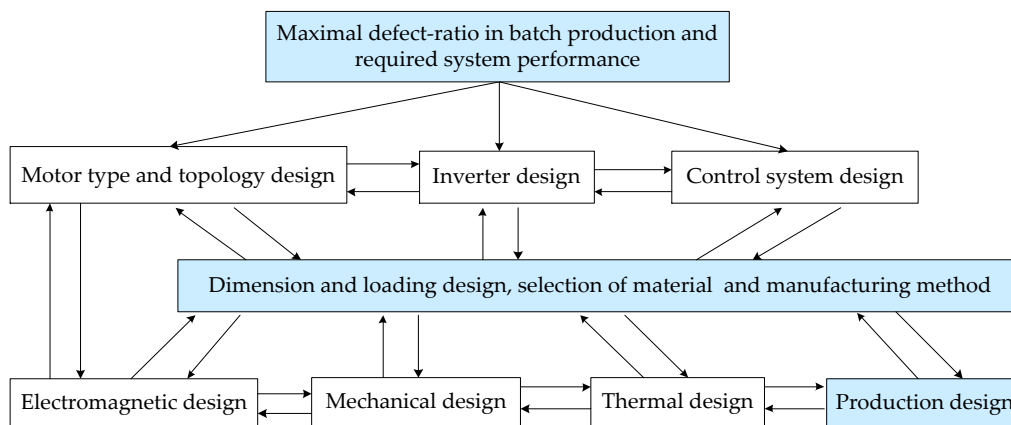 Maximal defect-ratio in batch production and
required system performance
Motor type and topology design
Inverter design
Control system design
Dimension and loading design, selection of material and manufacturing method
Electromagnetic design
Mechanical design
Thermal design
Production design